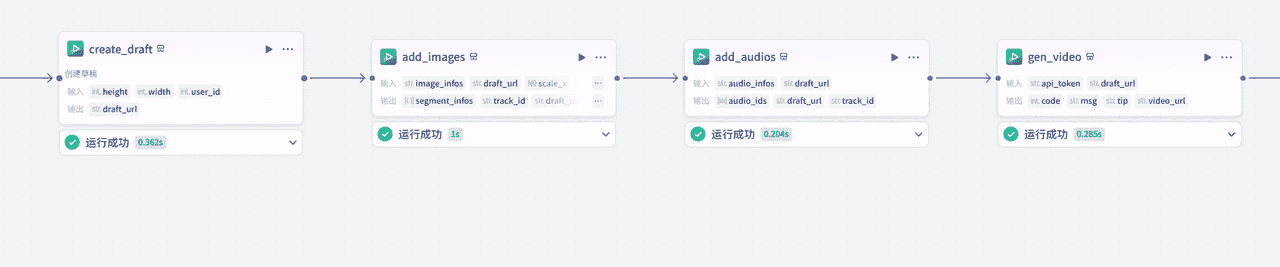 create_draft
创建草稿
输入 int. height int. width int. user_id
输出 str. draft_url
运行成功 0.362s
add_images
输入 str. image_infos str. draft_url scale_x ...
输出 segment_infos str. track_id str. draft_u ...
运行成功 1s
add_audios
输入 str. audio_infos str. draft_url
输出 audio_ids str. draft_url str. track_id
运行成功 0.204s
gen_video
输入 str. api_token str. draft_url
输出 int. code str. msg str. tip str. video_url
运行成功 0.285s